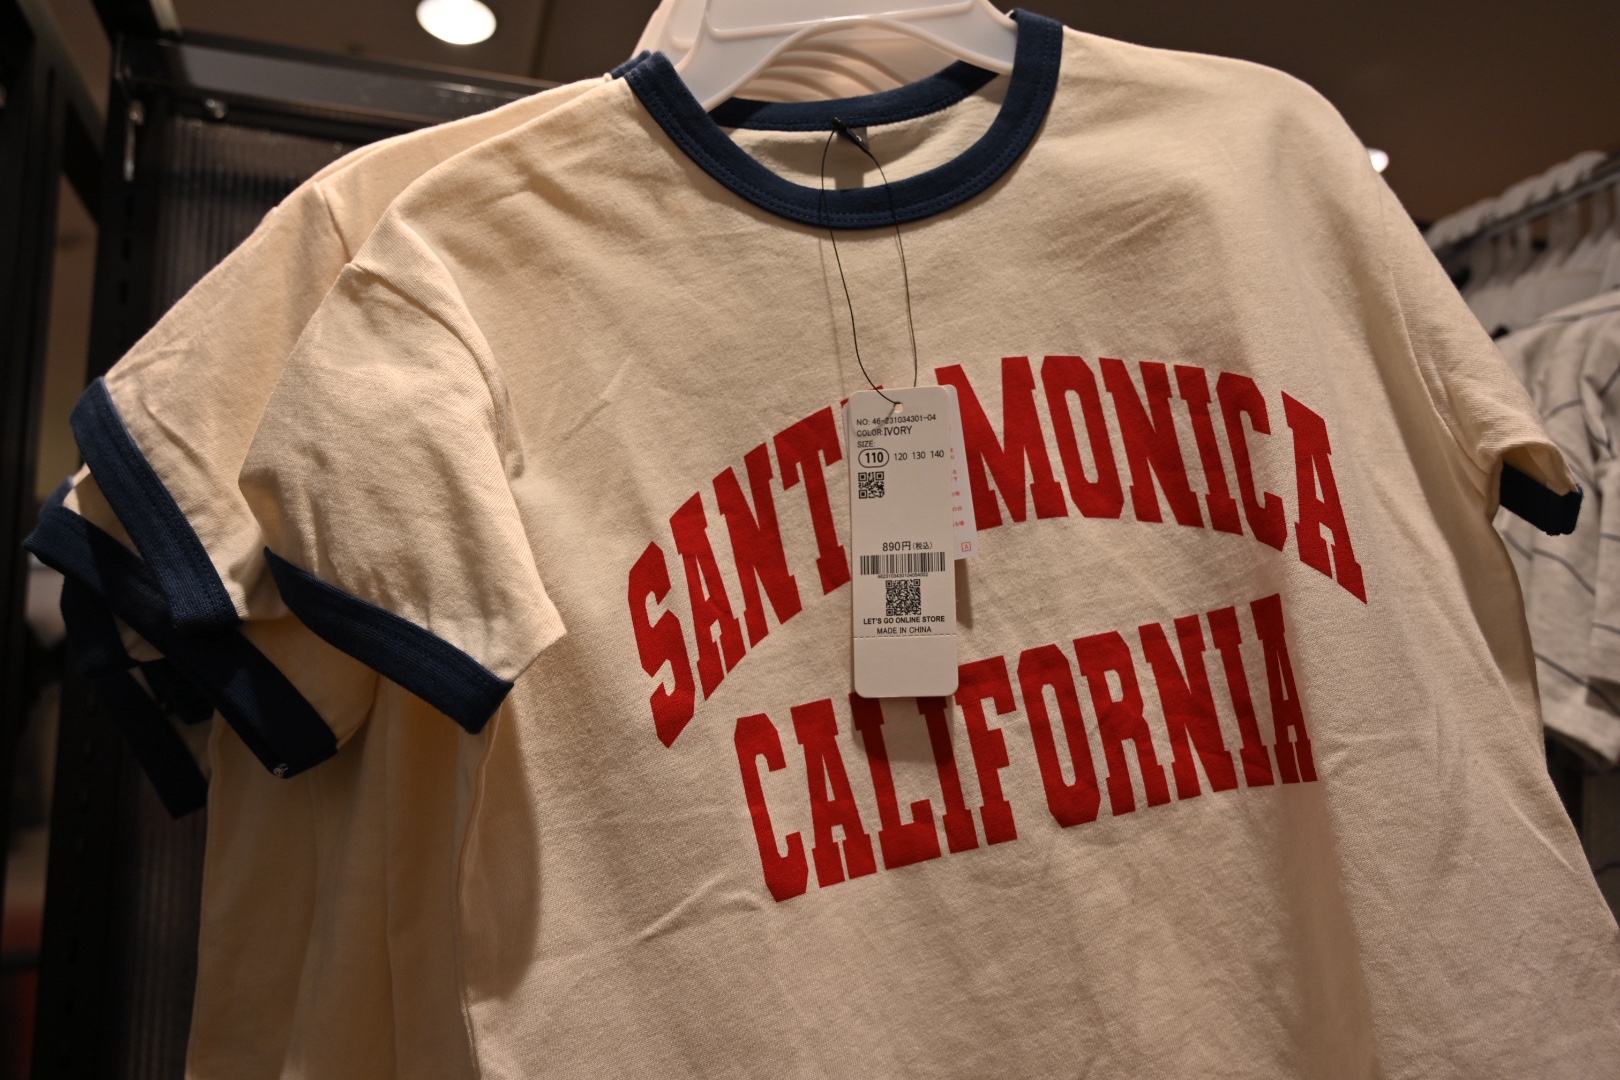 SANT MONICA
CALIFORNIA
NO: 46-231034301-04
COLOR:IVORY
SIZE:
110 120 130 140
890円(税込)
LET'S GO ONLINE STORE
MADE IN CHINA